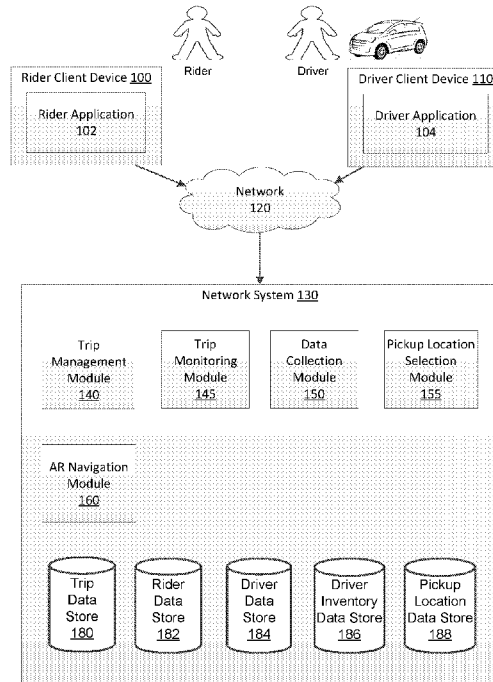 Rider
Driver
Rider Client Device 100
Rider Application
102
Driver Client Device 110
Driver Application
104
Network
120
Network System 130
Trip
Management
Module
140
Trip
Monitoring
Module
145
Data
Collection
Module
150
Pickup Location
Selection
Module
155
AR Navigation
Module
160
Trip
Data
Store
180
Rider
Data
Store
182
Driver
Data
Store
184
Driver
Inventory
Data Store
186
Pickup
Location
Data Store
188